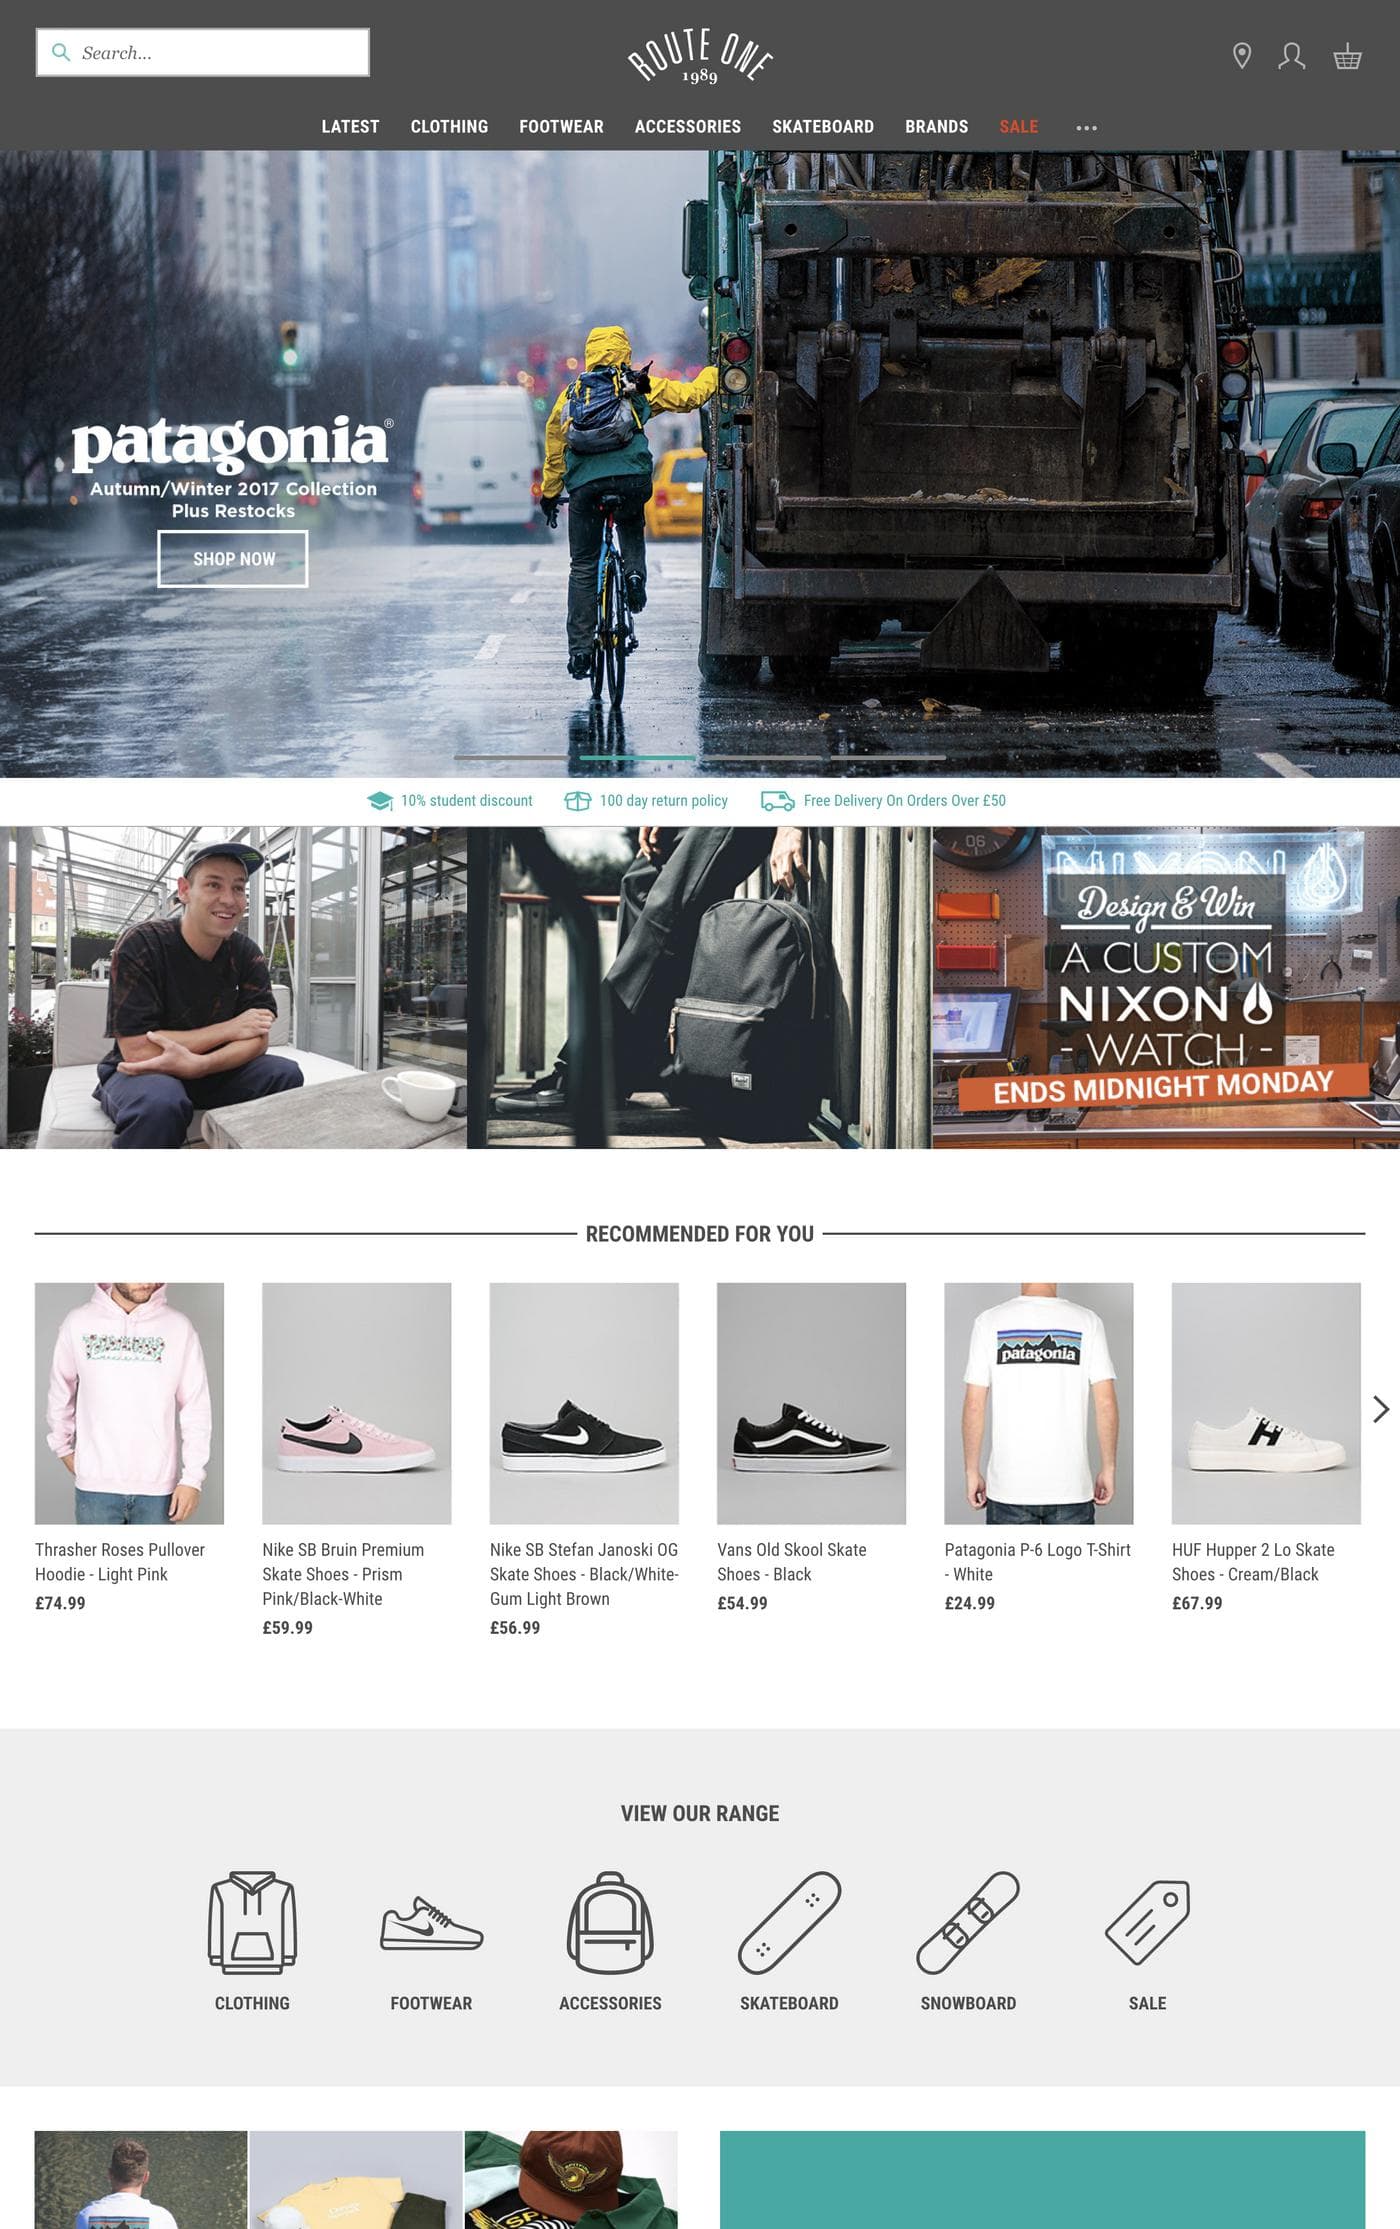 Search...
ROUTE ONE
1989
LATEST CLOTHING FOOTWEAR ACCESSORIES SKATEBOARD BRANDS SALE
930
patagonia®
Autumn/Winter 2017 Collection
Plus Restocks
SHOP NOW
10% student discount 100 day return policy Free Delivery On Orders Over £50
06
NIXON
Design & Win
A CUSTOM
NIXON
- WATCH -
ENDS MIDNIGHT MONDAY
RECOMMENDED FOR YOU
patagonia
H
Thrasher Roses Pullover
Hoodie - Light Pink
£74.99
Nike SB Bruin Premium
Skate Shoes - Prism
Pink/Black-White
£59.99
Nike SB Stefan Janoski OG
Skate Shoes - Black/White-
Gum Light Brown
£56.99
Vans Old Skool Skate
Shoes - Black
£54.99
Patagonia P-6 Logo T-Shirt
- White
£24.99
HUF Hupper 2 Lo Skate
Shoes - Cream/Black
£67.99
VIEW OUR RANGE
CLOTHING
FOOTWEAR
ACCESSORIES
SKATEBOARD
SNOWBOARD
SALE